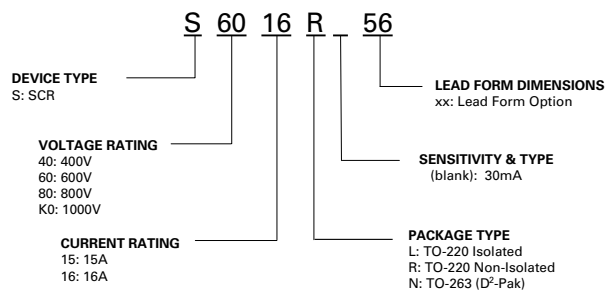 S 60 16 R _ 56
DEVICE TYPE
S: SCR
VOLTAGE RATING
40: 400V
60: 600V
80: 800V
K0: 1000V
CURRENT RATING
15: 15A
16: 16A
LEAD FORM DIMENSIONS
xx: Lead Form Option
SENSITIVITY & TYPE
(blank): 30mA
PACKAGE TYPE
L: TO-220 Isolated
R: TO-220 Non-Isolated
N: TO-263 (D²-Pak)